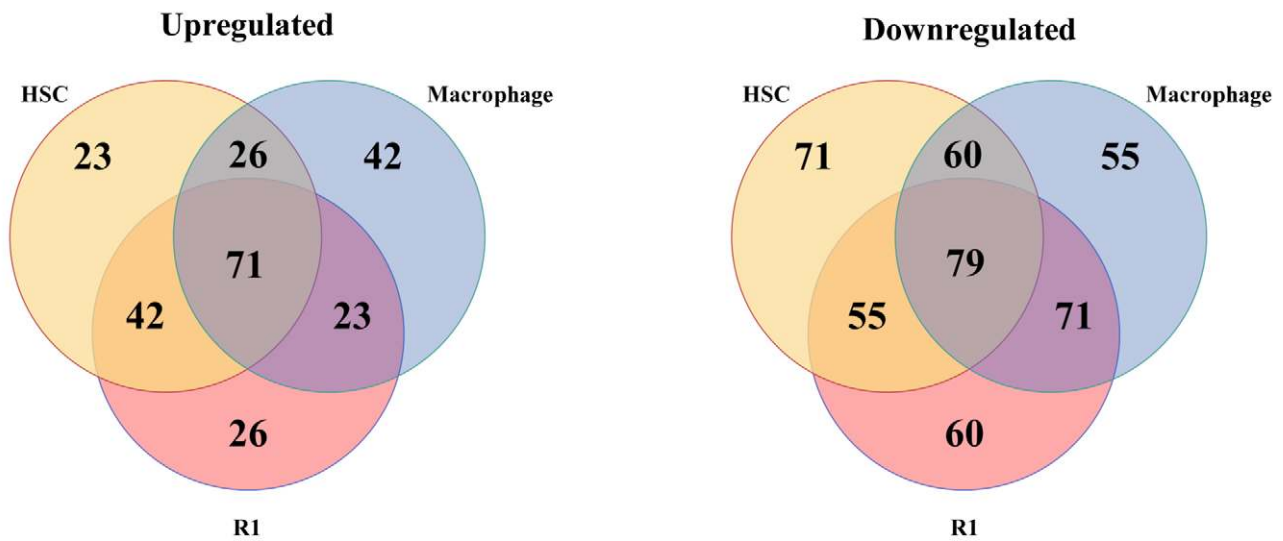 Upregulated
HSC
Macrophage
23
26
42
71
42
23
26
R1
Downregulated
HSC
Macrophage
71
60
55
79
55
71
60
R1